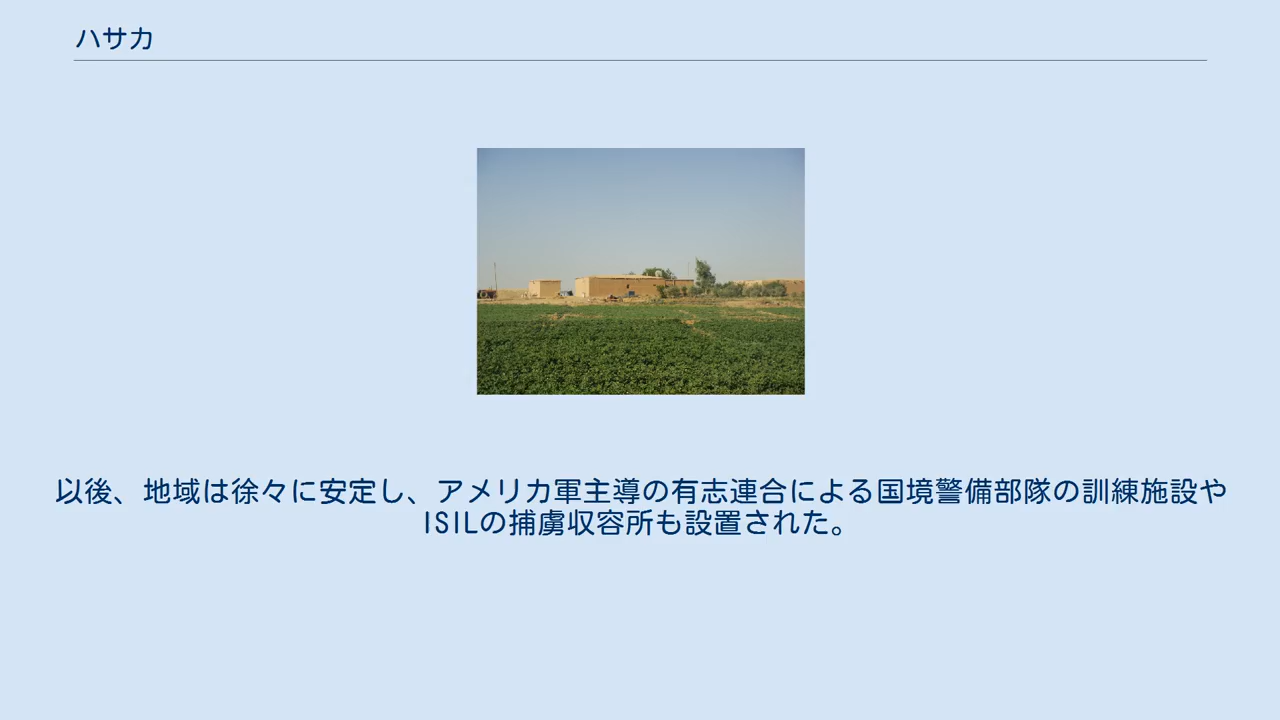 ハサカ
以後、地域は徐々に安定し、アメリカ軍主導の有志連合による国境警備部隊の訓練施設や
ISILの捕虜収容所も設置された。